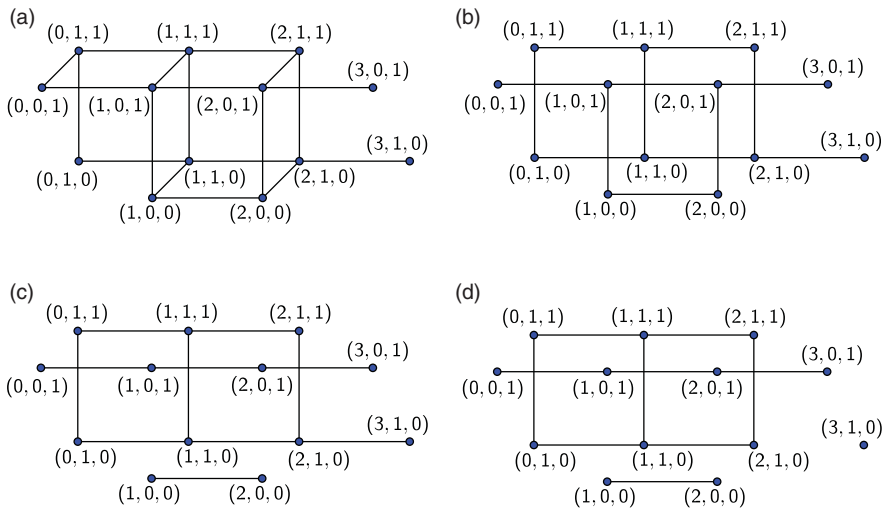 (a)
(0, 1, 1) (1, 1, 1) (2, 1, 1)
(3, 0, 1)
(0, 0, 1) (1, 0, 1) (2, 0, 1)
(3, 1, 0)
(0, 1, 0) (1, 1, 0) (2, 1, 0)
(1, 0, 0) (2, 0, 0)
(b)
(0, 1, 1) (1, 1, 1) (2, 1, 1)
(3, 0, 1)
(0, 0, 1) (1, 0, 1) (2, 0, 1)
(3, 1, 0)
(0, 1, 0) (1, 1, 0) (2, 1, 0)
(1, 0, 0) (2, 0, 0)
(c)
(0, 1, 1) (1, 1, 1) (2, 1, 1)
(3, 0, 1)
(0, 0, 1) (1, 0, 1) (2, 0, 1)
(3, 1, 0)
(0, 1, 0) (1, 1, 0) (2, 1, 0)
(1, 0, 0) (2, 0, 0)
(d)
(0, 1, 1) (1, 1, 1) (2, 1, 1)
(3, 0, 1)
(0, 0, 1) (1, 0, 1) (2, 0, 1)
(3, 1, 0)
(0, 1, 0) (1, 1, 0) (2, 1, 0)
(1, 0, 0) (2, 0, 0)